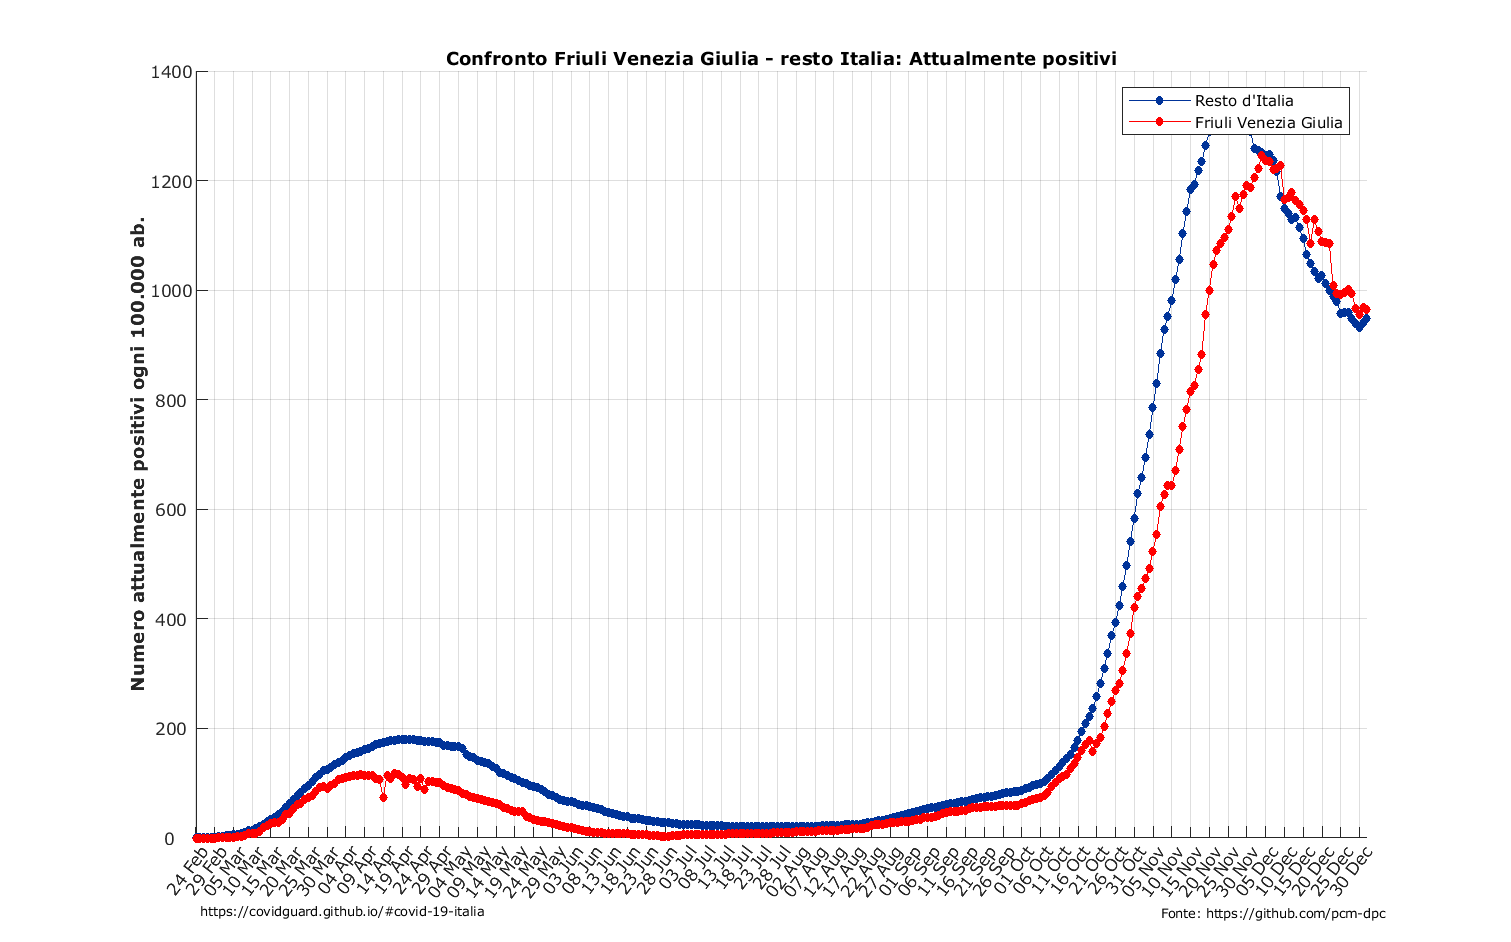 Confronto Friuli Venezia Giulia - resto Italia: Attualmente positivi
Resto d'Italia
Friuli Venezia Giulia
Numero attualmente positivi ogni 100.000 ab.
1400
1200
1000
800
600
400
200
0
24 Feb
29 Feb
05 Mar
10 Mar
15 Mar
20 Mar
25 Mar
30 Mar
04 Apr
09 Apr
14 Apr
19 Apr
24 Apr
29 Apr
04 May
09 May
14 May
19 May
24 May
29 May
03 Jun
08 Jun
13 Jun
18 Jun
23 Jun
28 Jun
03 Jul
08 Jul
13 Jul
18 Jul
23 Jul
28 Jul
02 Aug
07 Aug
12 Aug
17 Aug
22 Aug
27 Aug
01 Sep
06 Sep
11 Sep
16 Sep
21 Sep
26 Sep
01 Oct
06 Oct
11 Oct
16 Oct
21 Oct
26 Oct
31 Oct
05 Nov
10 Nov
15 Nov
20 Nov
25 Nov
30 Nov
05 Dec
10 Dec
15 Dec
20 Dec
25 Dec
30 Dec
https://covidguard.github.io/#covid-19-italia
Fonte: https://github.com/pcm-dpc